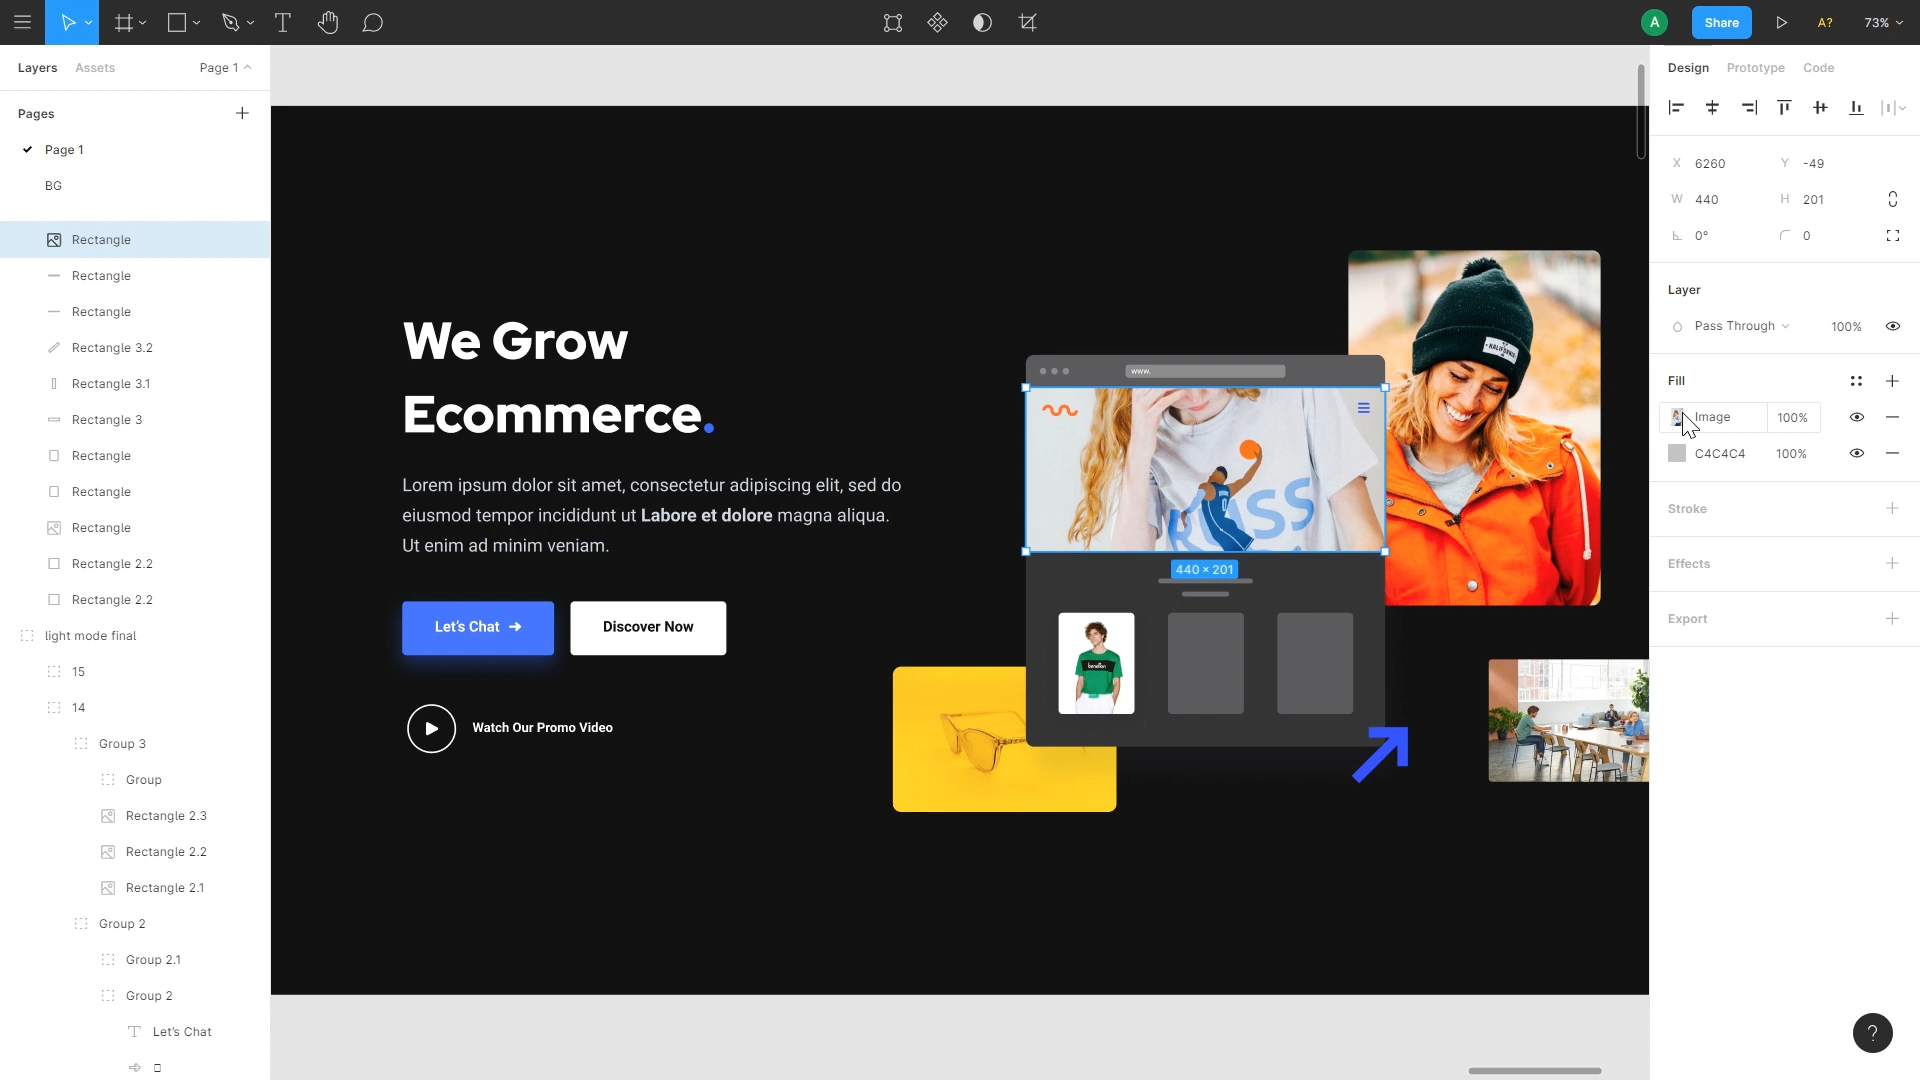 A
Share
A?
73%
Layers
Assets
Page 1
Pages
Page 1
BG
Rectangle
Rectangle
Rectangle
Rectangle 3.2
Rectangle 3.1
Rectangle 3
Rectangle
Rectangle
Rectangle
Rectangle 2.2
Rectangle 2.2
light mode final
15
14
Group 3
Group
Rectangle 2.3
Rectangle 2.2
Rectangle 2.1
Group 2
Group 2.1
Group 2
Let's Chat
We Grow
Ecommerce.
Lorem ipsum dolor sit amet, consectetur adipiscing elit, sed do
eiusmod tempor incididunt ut Labore et dolore magna aliqua.
Ut enim ad minim veniam.
Let's Chat →
Discover Now
Watch Our Promo Video
www.
440 × 201
benetton
Design
Prototype
Code
X 6260 Y -49
W 440 H 201
0° 0
Layer
Pass Through 100%
Fill
Image 100%
C4C4C4 100%
Stroke
Effects
Export
?